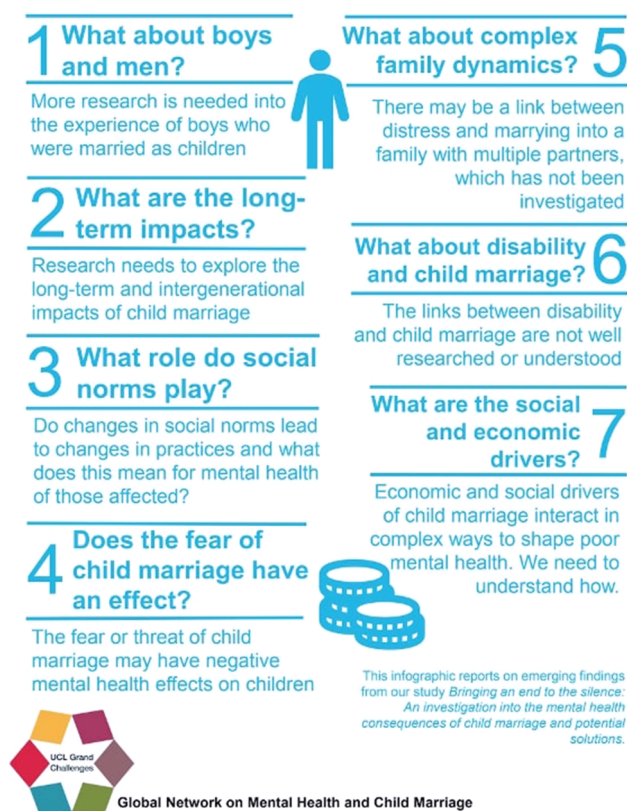 1
What about boys
and men?
More research is needed into
the experience of boys who
were married as children
2
What are the long-
term impacts?
Research needs to explore the
long-term and intergenerational
impacts of child marriage
3
What role do social
norms play?
Do changes in social norms lead
to changes in practices and what
does this mean for mental health
of those affected?
4
Does the fear of
child marriage have
an effect?
The fear or threat of child
marriage may have negative
mental health effects on children
What about complex
family dynamics?
5
There may be a link between
distress and marrying into a
family with multiple partners,
which has not been
investigated
What about disability
and child marriage?
6
The links between disability
and child marriage are not well
researched or understood
What are the social
and economic
drivers?
7
Economic and social drivers
of child marriage interact in
complex ways to shape poor
mental health. We need to
understand how.
This infographic reports on emerging findings
from our study Bringing an end to the silence:
An investigation into the mental health
consequences of child marriage and potential
solutions.
UCL Grand
Challenges
Global Network on Mental Health and Child Marriage